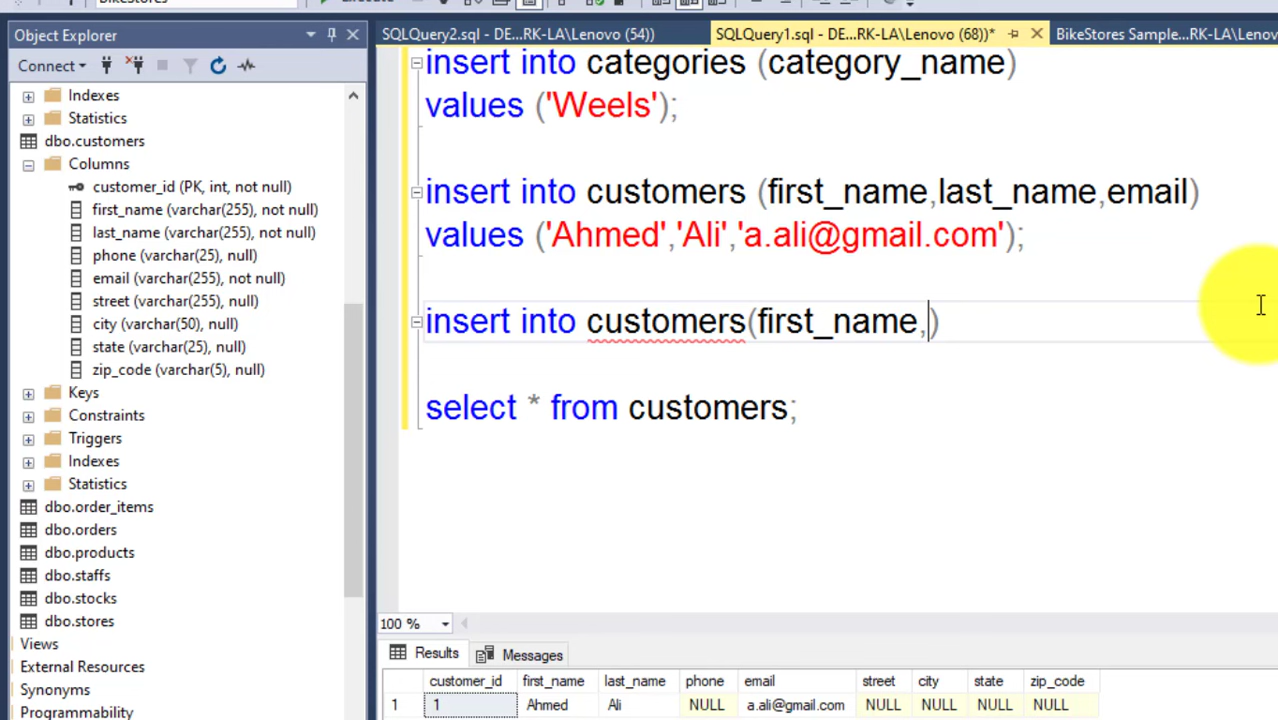 BikeStores
Execute
Object Explorer
SQLQuery2.sql - DE...RK-LA\Lenovo (54))
SQLQuery1.sql - DE...RK-LA\Lenovo (68))*
BikeStores Sample...RK-LA\Lenov
Connect
Indexes
Statistics
dbo.customers
Columns
customer_id (PK, int, not null)
first_name (varchar(255), not null)
last_name (varchar(255), not null)
phone (varchar(25), null)
email (varchar(255), not null)
street (varchar(255), null)
city (varchar(50), null)
state (varchar(25), null)
zip_code (varchar(5), null)
Keys
Constraints
Triggers
Indexes
Statistics
dbo.order_items
dbo.orders
dbo.products
dbo.staffs
dbo.stocks
dbo.stores
Views
External Resources
Synonyms
Programmability
insert into categories (category_name)
values ('Weels');
insert into customers (first_name,last_name,email)
values ('Ahmed','Ali','a.ali@gmail.com');
insert into customers(first_name,)
select * from customers;
100 %
Results
Messages
customer_id first_name last_name phone email street city state zip_code
1 1 Ahmed Ali NULL a.ali@gmail.com NULL NULL NULL NULL